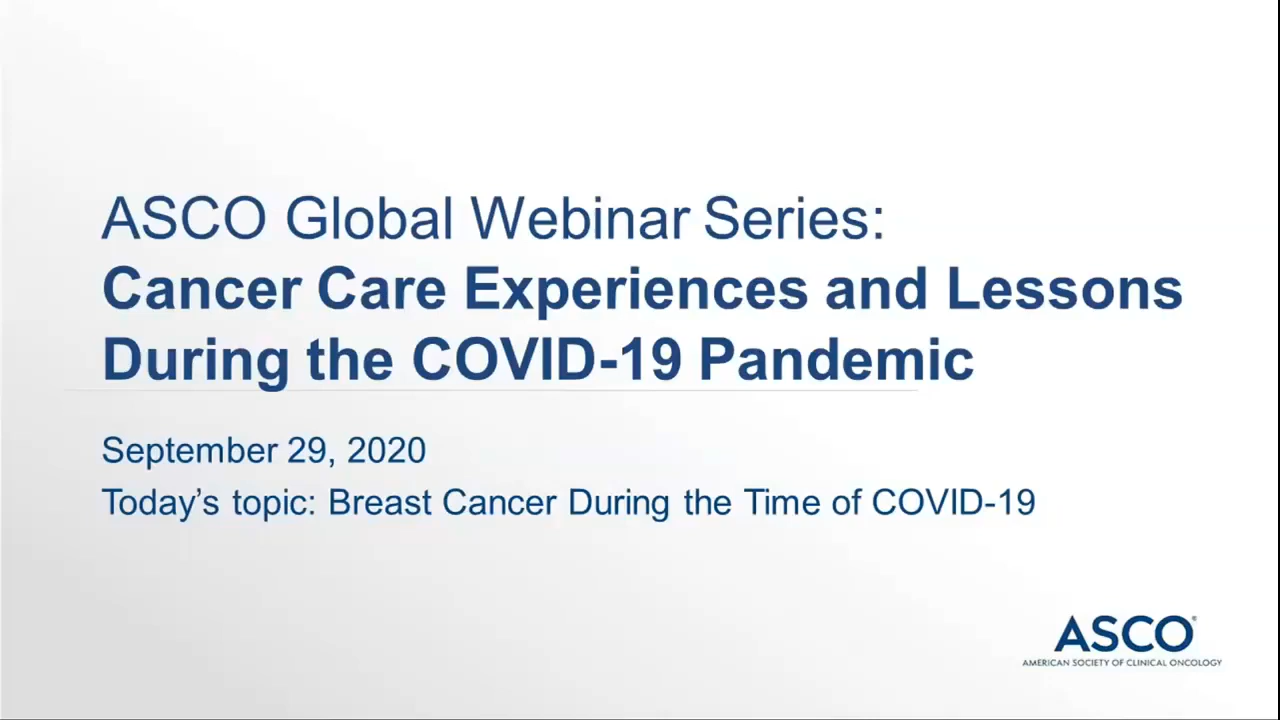 ASCO Global Webinar Series:
Cancer Care Experiences and Lessons
During the COVID-19 Pandemic
September 29, 2020
Today’s topic: Breast Cancer During the Time of COVID-19
ASCO®
AMERICAN SOCIETY OF CLINICAL ONCOLOGY